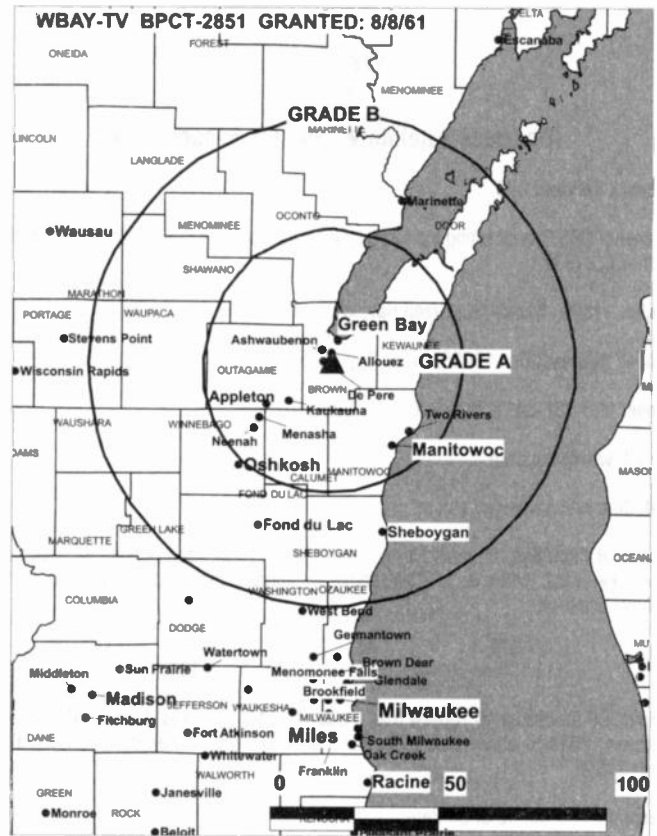 WBAY-TV BPCT-2851 GRANTED: 8/8/61
DELTA
Escanaba
FOREST
ONEIDA
MENOMINEE
GRADE B
MARINETTE
LINCOLN
LANGLADE
Marinette
MENOMINEE
OCONTO
DOOR
Wausau
SHAWANO
MARATHON
WAUPACA
PORTAGE
Green Bay
Stevens Point
Ashwaubenon
KEWAUNEE
Allouez
GRADE A
Wisconsin Rapids
OUTAGAMIE
BROWN
De Pere
Appleton
Kaukauna
Two Rivers
WAUSHARA
WINNEBAGO
Menasha
Neenah
Manitowoc
ADAMS
Oshkosh
MANITOWOC
CALUMET
MASON
FOND DU LAC
Fond du Lac
Sheboygan
GREEN LAKE
MARQUETTE
SHEBOYGAN
OCEANA
WASHINGTON
OZAUKEE
COLUMBIA
West Bend
DODGE
Germantown
MU
Watertown
Sun Prairie
Menomonee Falls
Brown Deer
Glendale
Middleton
Madison
Brookfield
JEFFERSON
WAUKESHA
Milwaukee
Fitchburg
MILWAUKEE
Fort Atkinson
Miles
South Milwaukee
DANE
Oak Creek
Whitewater
Franklin
WALWORTH
0
Racine
50
100
GREEN
Janesville
ROCK
Monroe
Beloit